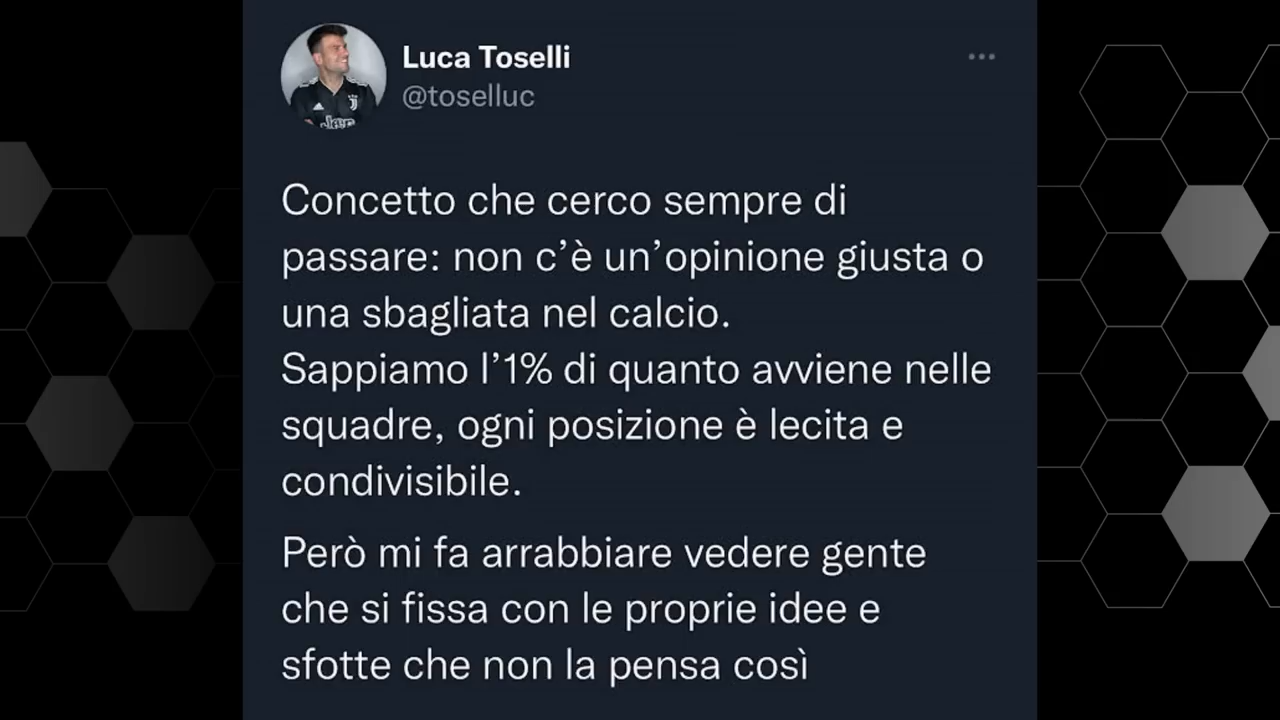 Luca Toselli
@toselluc
Concetto che cerco sempre di
passare: non c’è un’opinione giusta o
una sbagliata nel calcio.
Sappiamo l’1% di quanto avviene nelle
squadre, ogni posizione è lecita e
condivisibile.
Però mi fa arrabbiare vedere gente
che si fissa con le proprie idee e
sfotte che non la pensa così